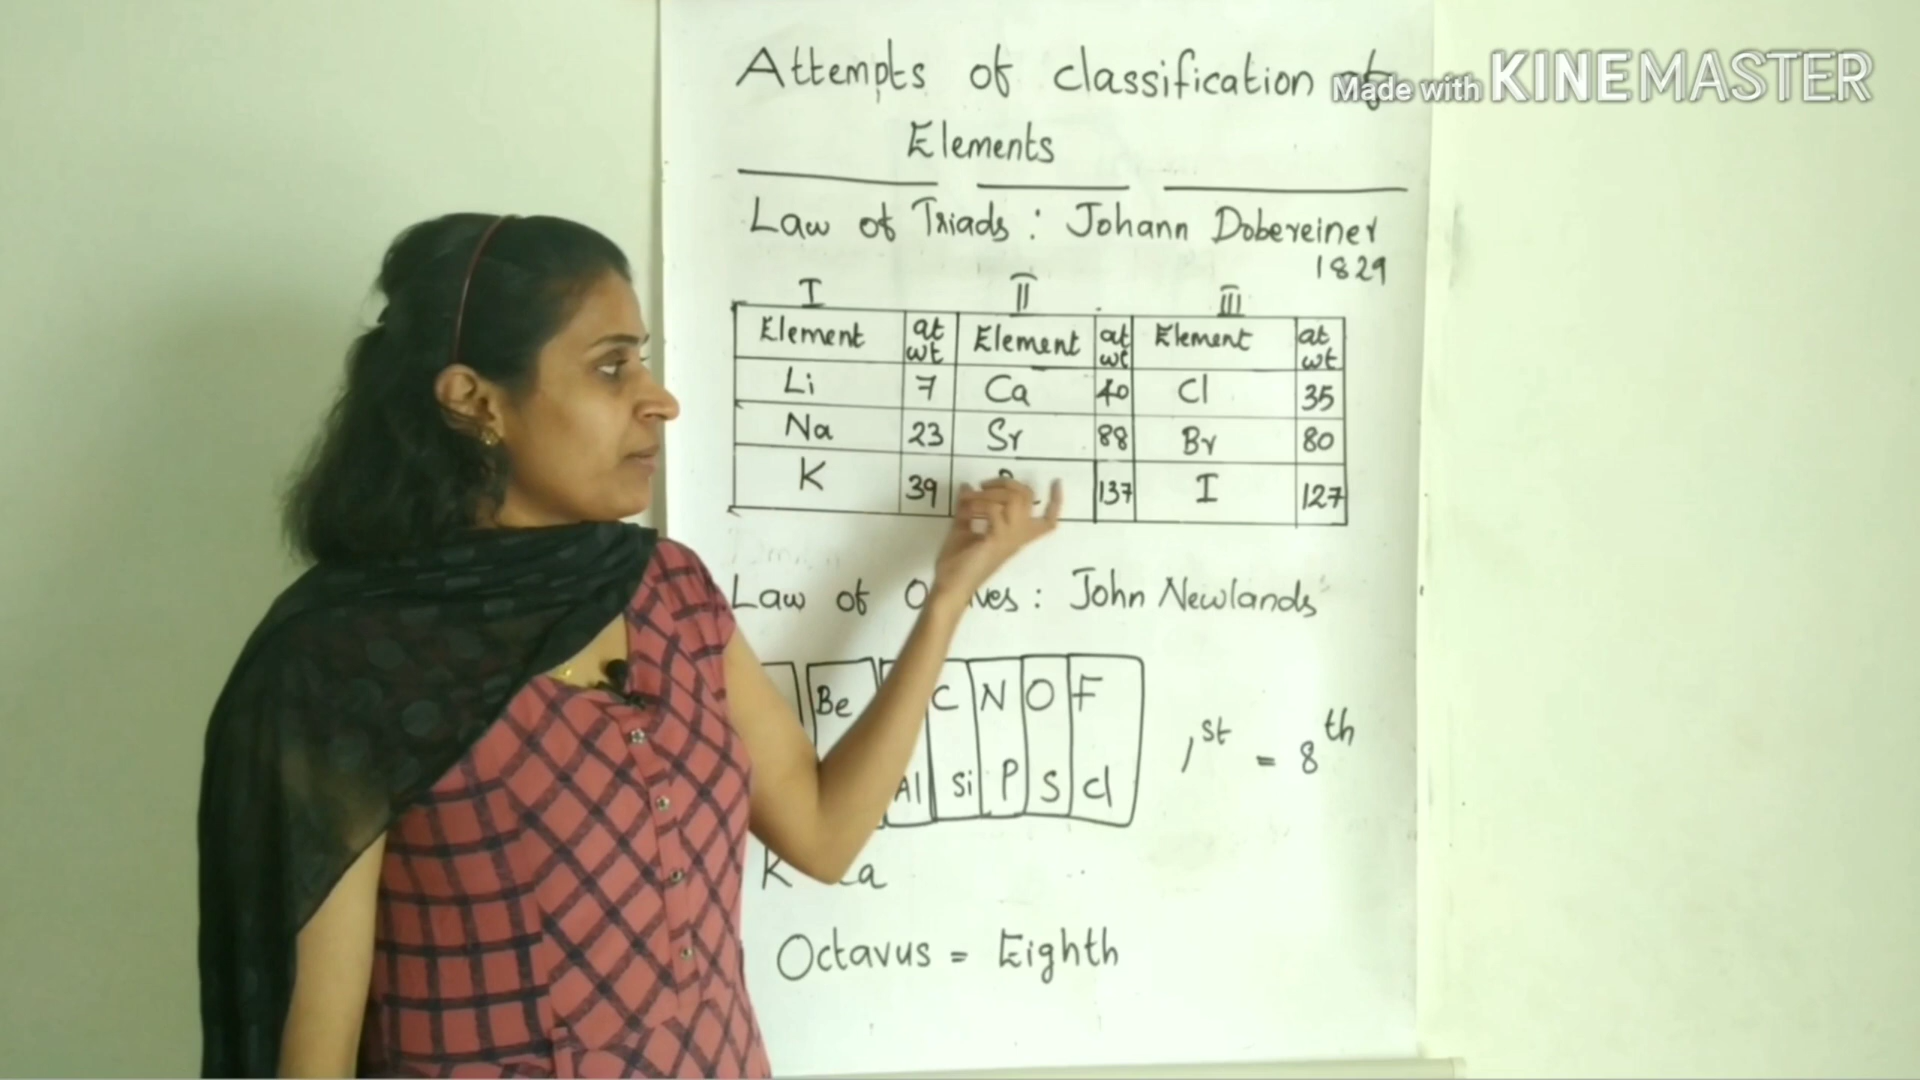 Attempts of classification of
Made with KINEMASTER
Elements
Law of Triads : Johann Dobereiner
1829
I II III
Element at wt Element at wt Element at wt
Li 7 Ca 40 Cl 35
Na 23 Sr 88 Br 80
K 39 137 I 127
Law of : John Newlands
Be C N O F
1st = 8th
Al Si P S Cl
K
Octavus = Eighth